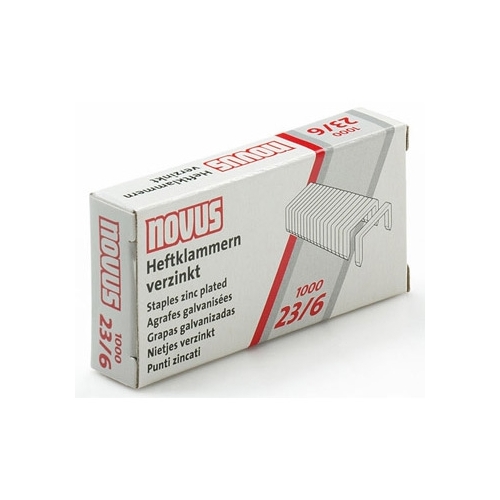 NOVUS
Heftklammern
verzinkt
1000
23/6
NOVUS
Heftklammern
verzinkt
Staples zinc plated
Agrafes galvanisées
Grapas galvanizadas
Nietjes verzinkt
Punti zincati
1000
23/6
NOVUS
1000
23/6